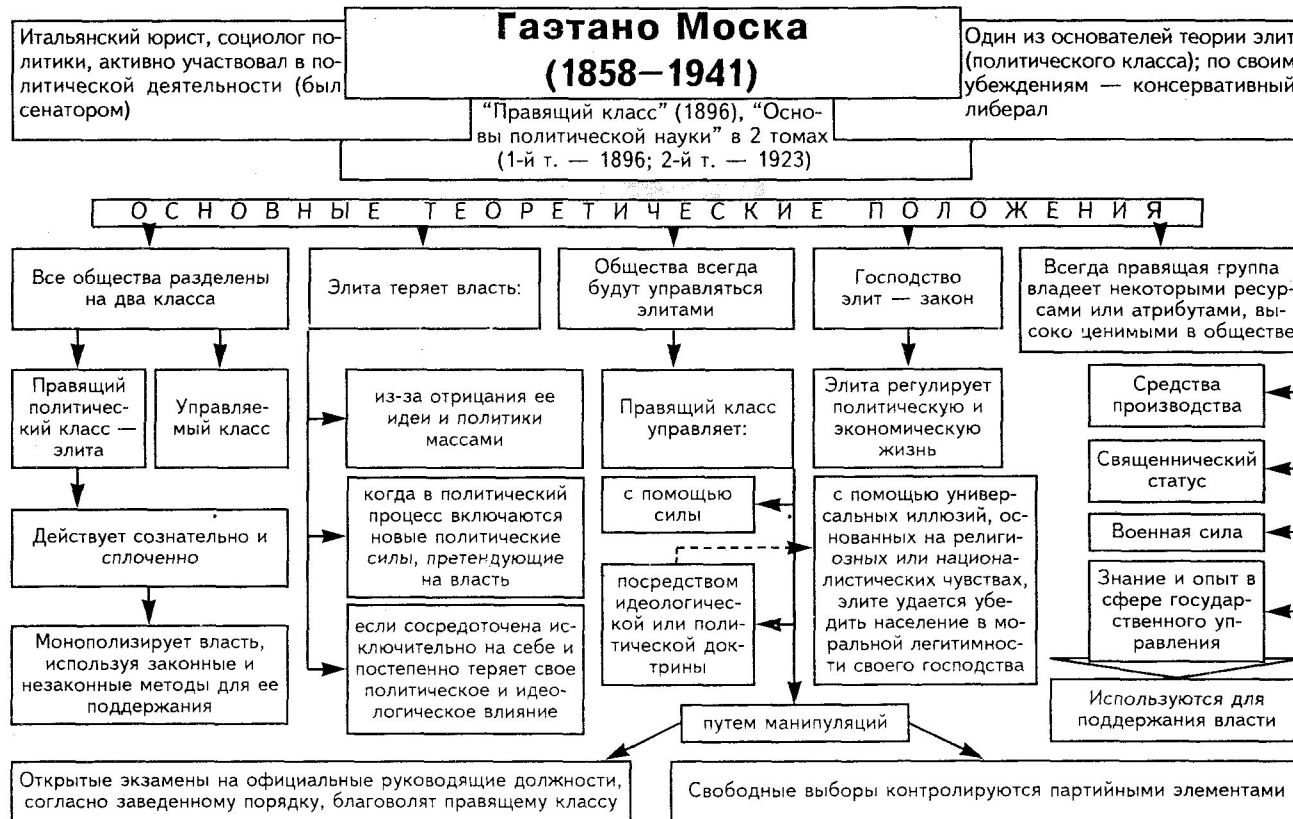 Гаэтано Моска
(1858—1941)
Итальянский юрист, социолог по-
литики, активно участвовал в по-
литической деятельности (был
сенатором)
Один из основателей теории элит
(политического класса); по своим
убеждениям — консервативный
либерал
“Правящий класс” (1896), “Осно-
вы политической науки” в 2 томах
(1-й т. — 1896; 2-й т. — 1923)
ОСНОВНЫЕ ТЕОРЕТИЧЕСКИЕ ПОЛОЖЕНИЯ
Все общества разделены
на два класса
Правящий
политичес-
кий класс —
элита
Управляе-
мый класс
Действует сознательно и
сплоченно
Монополизирует власть,
используя законные и
незаконные методы для ее
поддержания
Элита теряет власть:
из-за отрицания ее
идеи и политики
массами
когда в политический
процесс включаются
новые политические
силы, претендующие
на власть
если сосредоточена ис-
ключительно на себе и
постепенно теряет свое
политическое и идео-
логическое влияние
Общества всегда
будут управляться
элитами
Правящий класс
управляет:
с помощью
силы
посредством
идеологичес-
кой или поли-
тической док-
трины
путем манипуляций
Открытые экзамены на официальные руководящие должности,
согласно заведенному порядку, благоволят правящему классу
Свободные выборы контролируются партийными элементами
Господство
элит — закон
Элита регулирует
политическую и
экономическую
жизнь
с помощью универ-
сальных иллюзий, ос-
нованных на религи-
озных или национа-
листических чувствах,
элите удается убе-
дить население в мо-
ральной легитимнос-
ти своего господства
Всегда правящая группа
владеет некоторыми ресур-
сами или атрибутами, вы-
соко ценимыми в обществе
Средства
производства
Священнический
статус
Военная сила
Знание и опыт в
сфере государ-
ственного уп-
равления
Используются для
поддержания власти